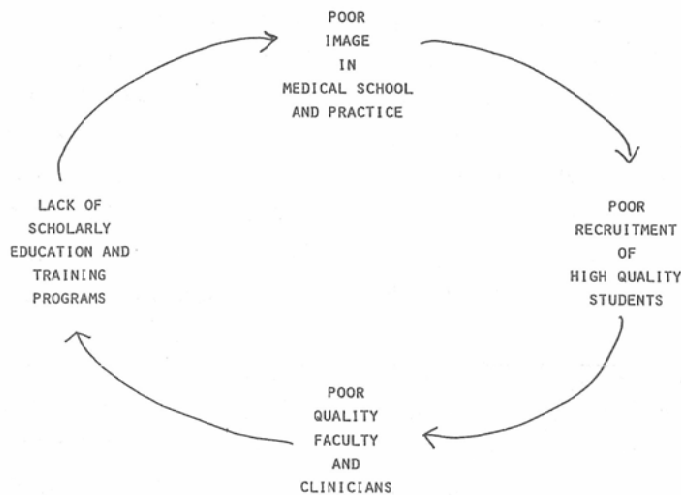 POOR
IMAGE
IN
MEDICAL SCHOOL
AND PRACTICE
POOR
RECRUITMENT
OF
HIGH QUALITY
STUDENTS
POOR
QUALITY
FACULTY
AND
CLINICIANS
LACK OF
SCHOLARLY
EDUCATION AND
TRAINING
PROGRAMS